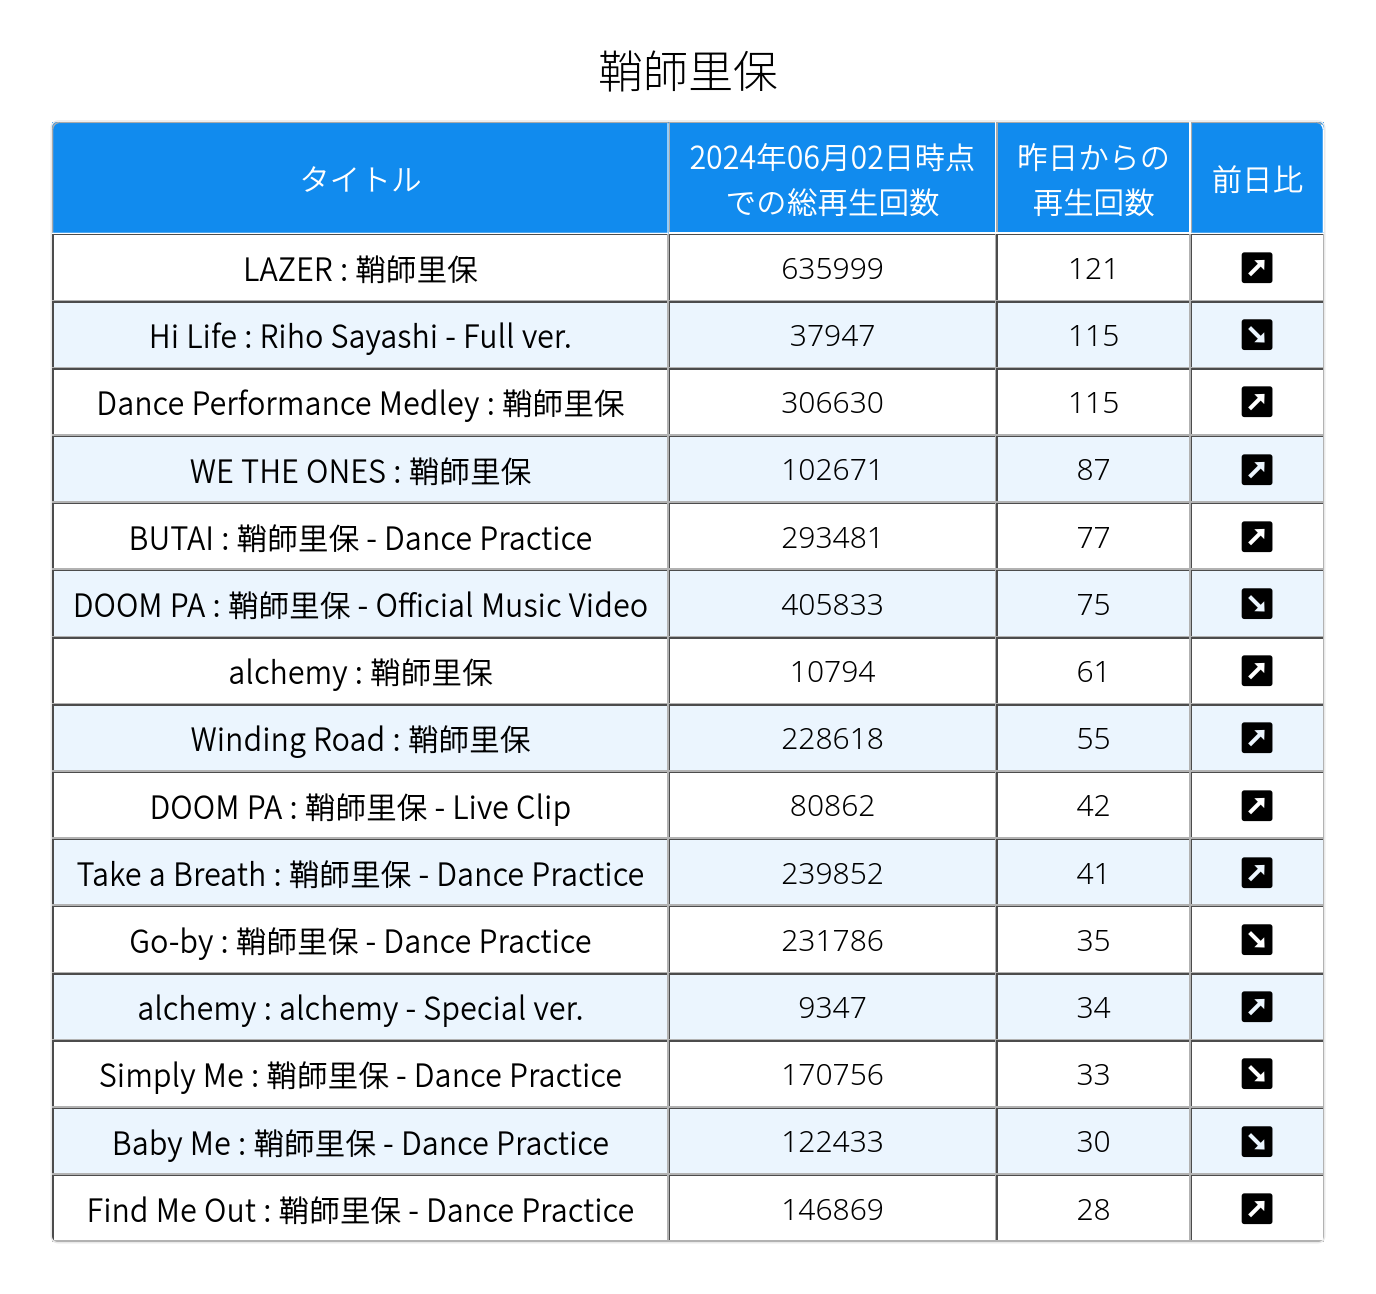 鞘師里保
タイトル 2024年06月02日時点での総再生回数 昨日からの再生回数 前日比
LAZER : 鞘師里保 635999 121
Hi Life : Riho Sayashi - Full ver. 37947 115
Dance Performance Medley : 鞘師里保 306630 115
WE THE ONES : 鞘師里保 102671 87
BUTAI : 鞘師里保 - Dance Practice 293481 77
DOOM PA : 鞘師里保 - Official Music Video 405833 75
alchemy : 鞘師里保 10794 61
Winding Road : 鞘師里保 228618 55
DOOM PA : 鞘師里保 - Live Clip 80862 42
Take a Breath : 鞘師里保 - Dance Practice 239852 41
Go-by : 鞘師里保 - Dance Practice 231786 35
alchemy : alchemy - Special ver. 9347 34
Simply Me : 鞘師里保 - Dance Practice 170756 33
Baby Me : 鞘師里保 - Dance Practice 122433 30
Find Me Out : 鞘師里保 - Dance Practice 146869 28